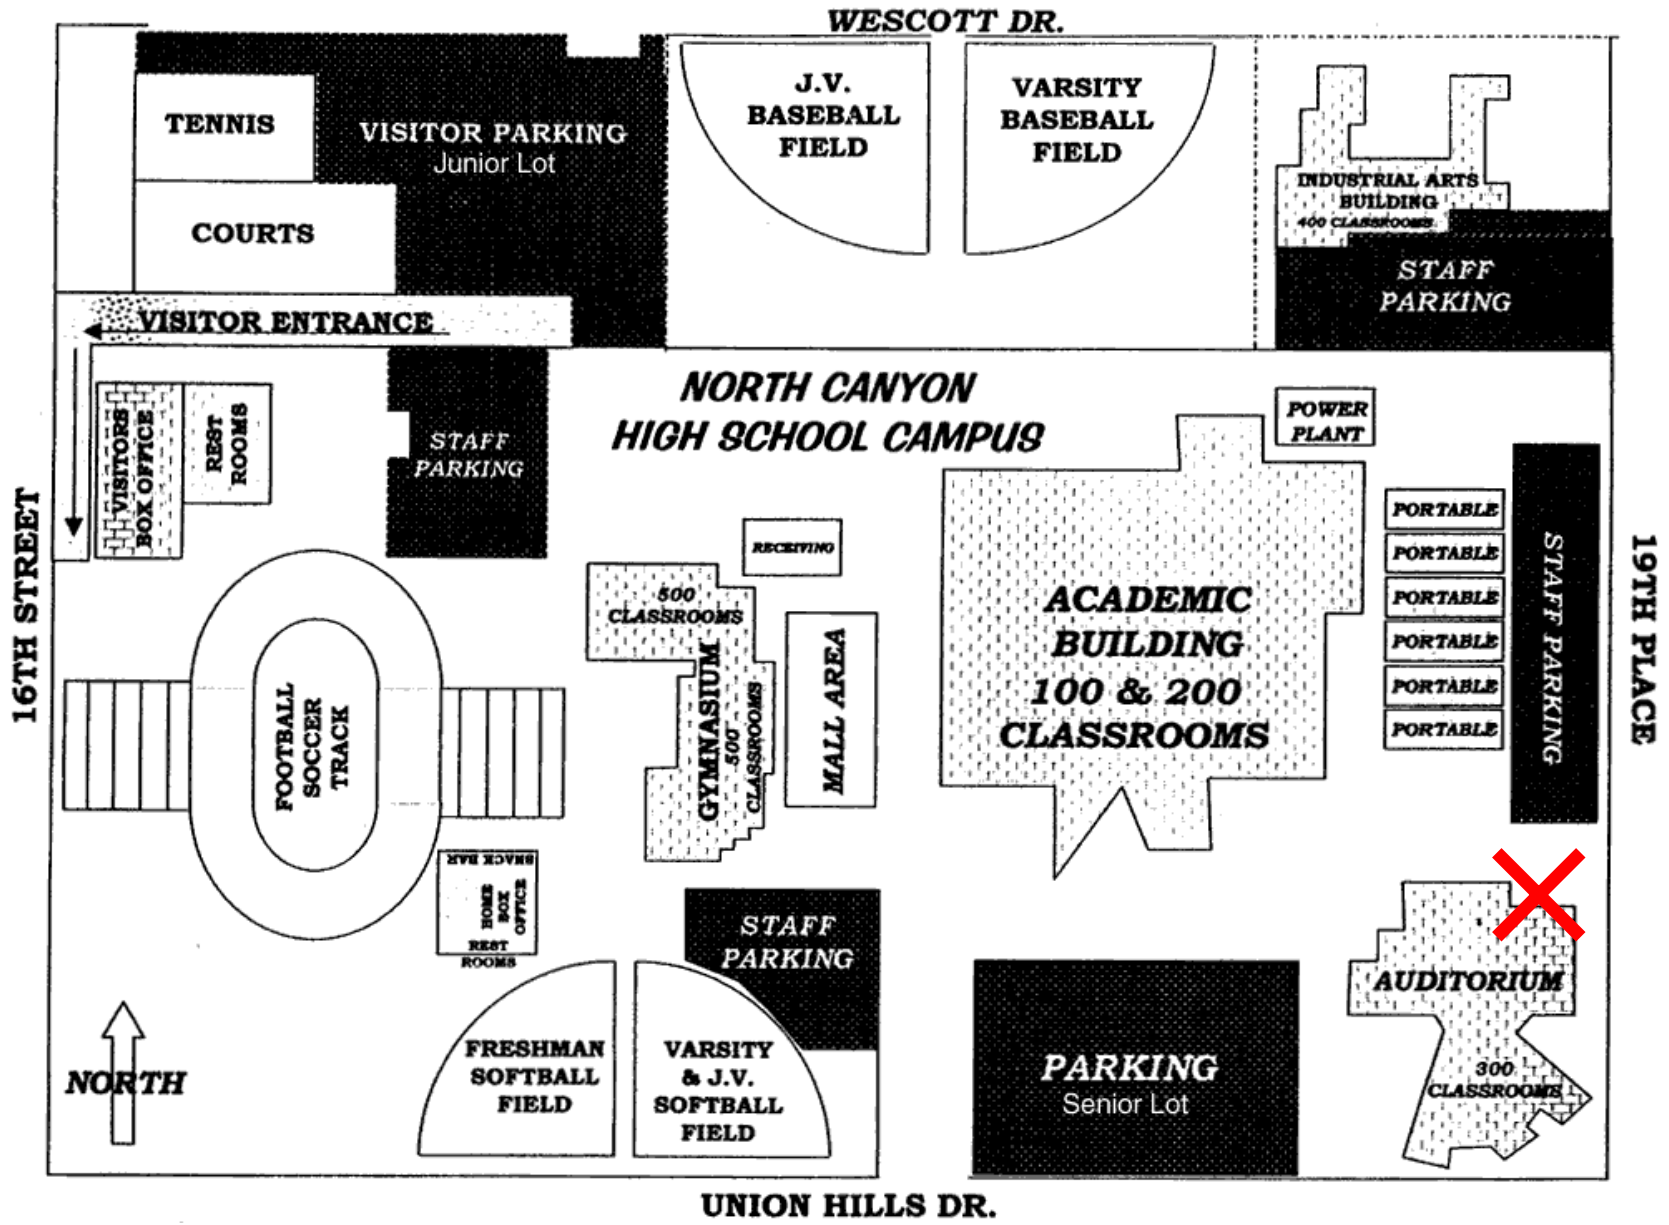 WESCOTT DR.
TENNIS
COURTS
VISITOR PARKING
Junior Lot
J.V.
BASEBALL
FIELD
VARSITY
BASEBALL
FIELD
INDUSTRIAL ARTS
BUILDING
400 CLASSROOMS
STAFF
PARKING
VISITOR ENTRANCE
NORTH CANYON
HIGH SCHOOL CAMPUS
VISITORS
BOX OFFICE
REST
ROOMS
STAFF
PARKING
POWER
PLANT
16TH STREET
19TH PLACE
RECEIVING
500
CLASSROOMS
GYMNASIUM
500
CLASSROOMS
MALL AREA
ACADEMIC
BUILDING
100 & 200
CLASSROOMS
PORTABLE
PORTABLE
PORTABLE
PORTABLE
PORTABLE
PORTABLE
STAFF PARKING
FOOTBALL
SOCCER
TRACK
SNACK BAR
HOME
BOX
OFFICE
REST
ROOMS
STAFF
PARKING
AUDITORIUM
300
CLASSROOMS
NORTH
FRESHMAN
SOFTBALL
FIELD
VARSITY
& J.V.
SOFTBALL
FIELD
PARKING
Senior Lot
UNION HILLS DR.